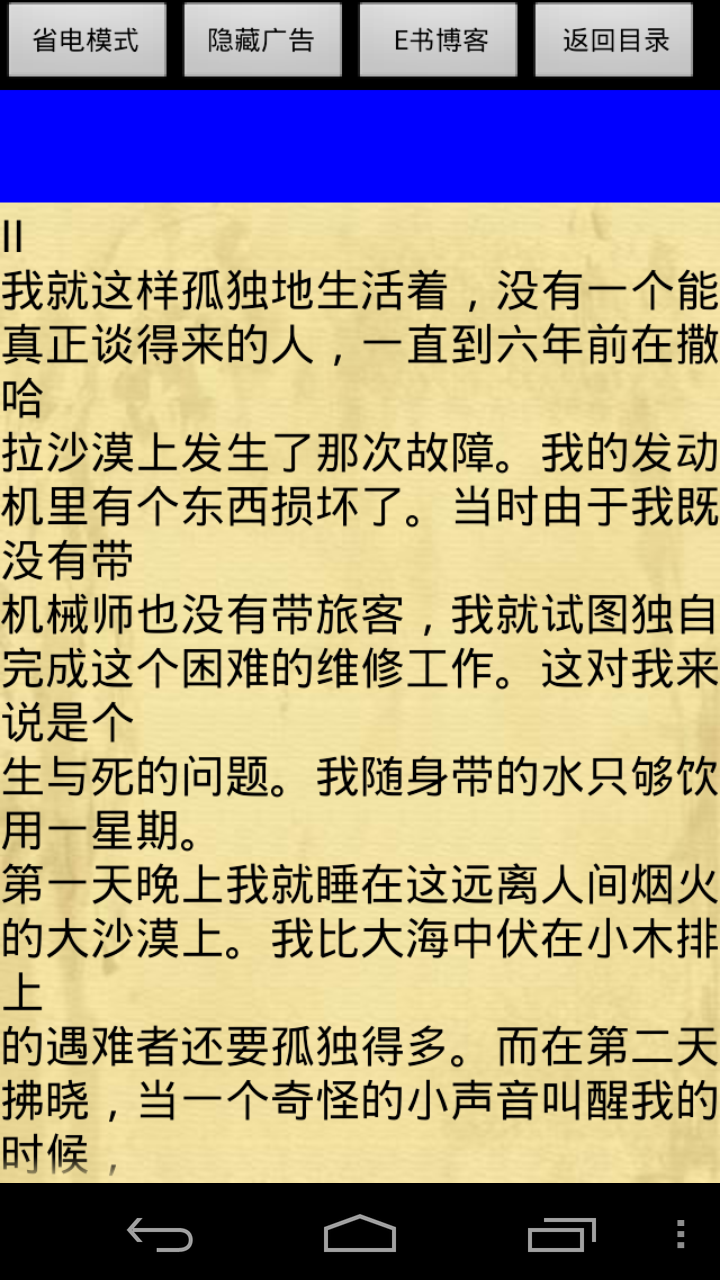 省电模式 隐藏广告 E书博客 返回目录
II
我就这样孤独地生活着，没有一个能
真正谈得来的人，一直到六年前在撒
哈
拉沙漠上发生了那次故障。我的发动
机里有个东西损坏了。当时由于我既
没有带
机械师也没有带旅客，我就试图独自
完成这个困难的维修工作。这对我来
说是个
生与死的问题。我随身带的水只够饮
用一星期。
第一天晚上我就睡在这远离人间烟火
的大沙漠上。我比大海中伏在小木排
上
的遇难者还要孤独得多。而在第二天
拂晓，当一个奇怪的小声音叫醒我的
时候，